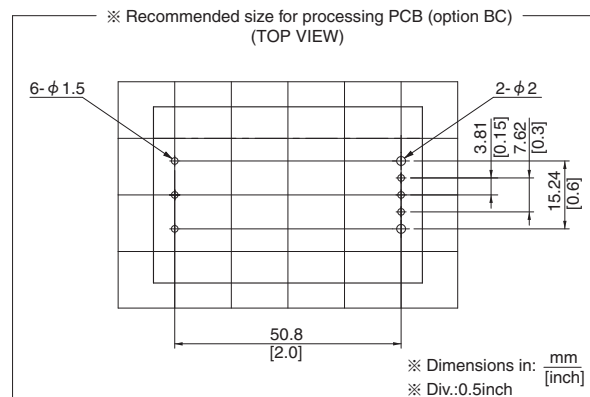 ※ Recommended size for processing PCB (option BC)
(TOP VIEW)
6-φ1.5
2-φ2
3.81
[0.15]
7.62
[0.3]
15.24
[0.6]
50.8
[2.0]
※ Dimensions in: mm
[inch]
※ Div.:0.5inch